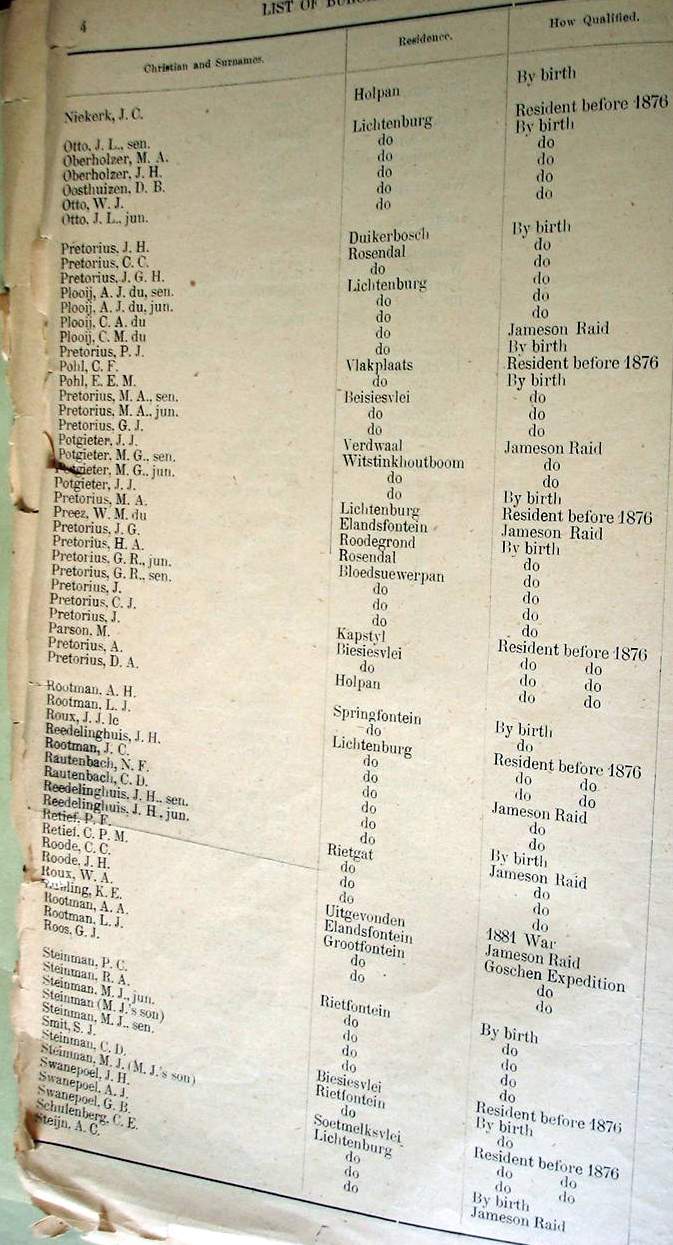 4 LIST OF
Christian and Surnames. Residence. How Qualified.
Niekerk, J. C. Holpan By birth
Otto, J. L., sen. Lichtenburg Resident before 1876
Oberholzer, M. A. do By birth
Oberholzer, J. H. do do
Oosthuizen, D. B. do do
Otto, W. J. do do
Otto, J. L., jun. do do
Pretorius, J. H. Duikerbosch By birth
Pretorius, C. C. Rosendal do
Pretorius, J. G. H. do do
Plooij, A. J. du, sen. Lichtenburg do
Plooij, A. J. du, jun. do do
Plooij, C. A. du do do
Plooij, C. M. du do Jameson Raid
Pretorius, P. J. do By birth
Pohl, C. F. Vlakplaats Resident before 1876
Pohl, E. E. M. do By birth
Pretorius, M. A., sen. Beisiesvlei do
Pretorius, M. A., jun. do do
Pretorius, G. J. do do
Potgieter, J. J. Verdwaal Jameson Raid
Potgieter, M. G., sen. Witstinkhoutboom do
Potgieter, M. G., jun. do do
Potgieter, J. J. do By birth
Pretorius, M. A. Lichtenburg Resident before 1876
Preez, W. M. du Elandsfontein Jameson Raid
Pretorius, J. G. Roodegrond By birth
Pretorius, H. A. Rosendal do
Pretorius, G. R., jun. Bloedsuewerpan do
Pretorius, G. R., sen. do do
Pretorius, J. do do
Pretorius, C. J. do do
Pretorius, J. Kapstyl Resident before 1876
Parson, M. Biesiesvlei do do
Pretorius, A. do do do
Pretorius, D. A. Holpan do do
Rootman, A. H. Springfontein By birth
Rootman, L. J. do do
Roux, J. J. le Lichtenburg Resident before 1876
Reedelinghuis, J. H. do do do
Rootman, J. C. do do do
Rautenbach, N. F. do Jameson Raid
Rautenbach, C. D. do do
Reedelinghuis, J. H., sen. do do
Reedelinghuis, J. H., jun. do By birth
Retief, P. F. Rietgat Jameson Raid
Retief, C. P. M. do do
Roode, C. C. do do
Roode, J. H. do do
Roux, W. A. Uitgevonden 1881 War
K. E. Elandsfontein Jameson Raid
Rootman, A. A. Grootfontein Goschen Expedition
Rootman, L. J. do do
Roos, G. J. do do
Steinman, P. C. Rietfontein By birth
Steinman, R. A. do do
Steinman, M. J., jun. do do
Steinman (M. J.'s son) do do
Steinman, M. J., sen. do do
Smit, S. J. Biesiesvlei Resident before 1876
Steinman, C. D. Rietfontein By birth
Steinman, M. J. (M. J.'s son) do do
Swanepoel, J. H. Soetmelksvlei Resident before 1876
Swanepoel, A. J. Lichtenburg do do
Swanepoel, G. B. do do do
Schulenberg, C. E. do By birth
Steijn, A. C. do Jameson Raid